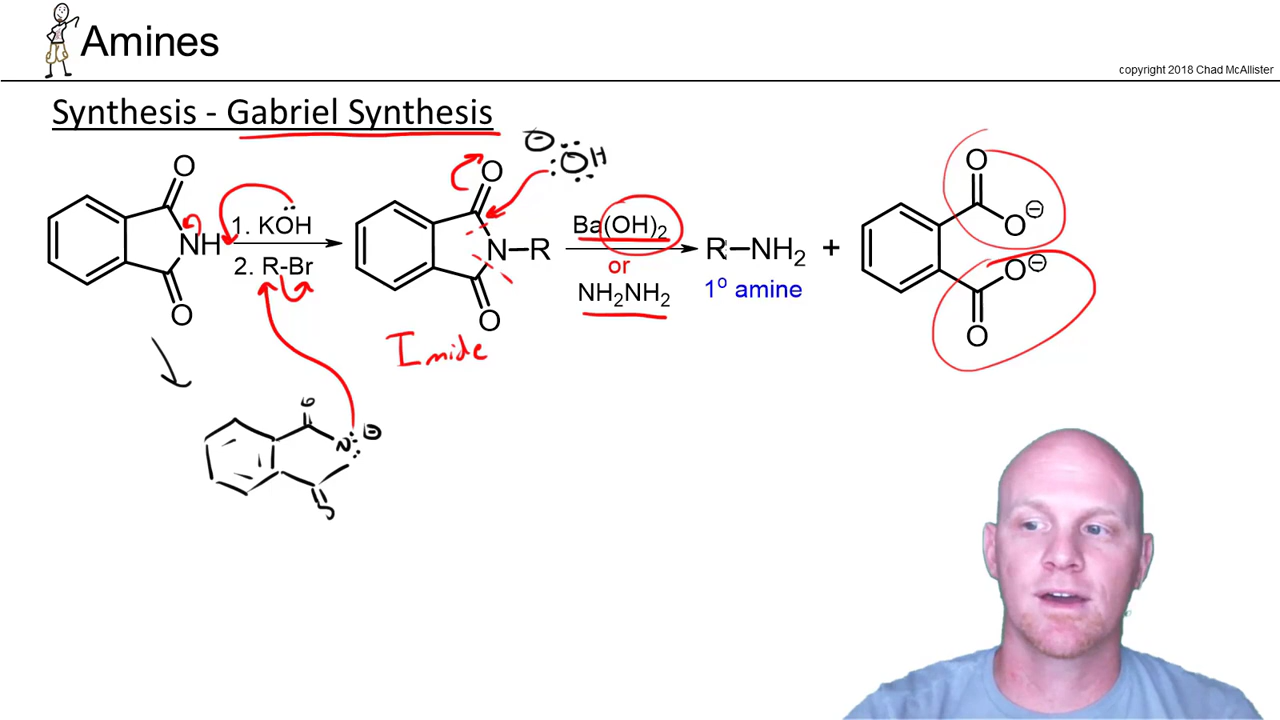 Amines
copyright 2018 Chad McAllister
Synthesis - Gabriel Synthesis
O
NH
O
1. KOH
2. R-Br
O
N-R
O
⊖
:OH
Ba(OH)₂
or
NH₂NH₂
R-NH₂
1º amine
+
O
O⊖
O⊖
O
Imide
O
N:⊖
O